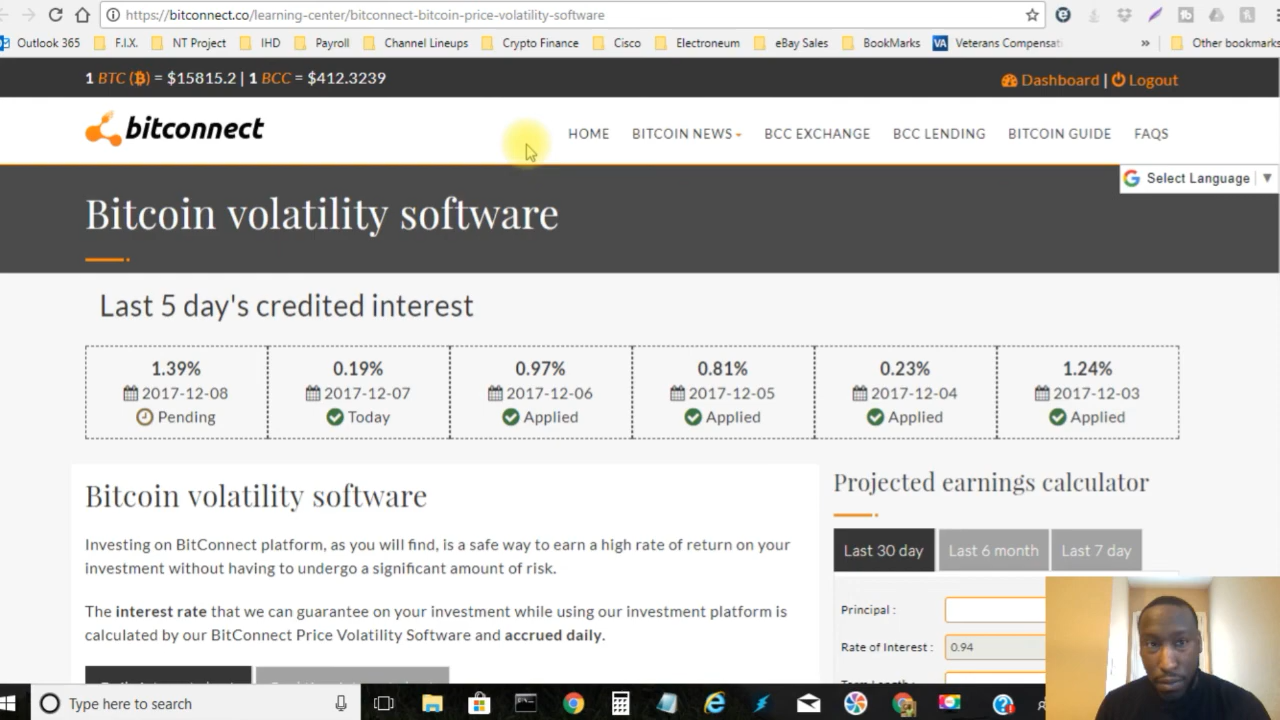 https://bitconnect.co/learning-center/bitconnect-bitcoin-price-volatility-software
Outlook 365 F.I.X. NT Project IHD Payroll Channel Lineups Crypto Finance Cisco Electroneum eBay Sales BookMarks VA Veterans Compensati » Other bookmarks
1 BTC (₿) = $15815.2 | 1 BCC = $412.3239 Dashboard | Logout
bitconnect HOME BITCOIN NEWS BCC EXCHANGE BCC LENDING BITCOIN GUIDE FAQS
G Select Language ▼
Bitcoin volatility software
Last 5 day's credited interest
1.39% 0.19% 0.97% 0.81% 0.23% 1.24%
2017-12-08 2017-12-07 2017-12-06 2017-12-05 2017-12-04 2017-12-03
Pending Today Applied Applied Applied Applied
Bitcoin volatility software
Investing on BitConnect platform, as you will find, is a safe way to earn a high rate of return on your
investment without having to undergo a significant amount of risk.
The interest rate that we can guarantee on your investment while using our investment platform is
calculated by our BitConnect Price Volatility Software and accrued daily.
Projected earnings calculator
Last 30 day Last 6 month Last 7 day
Principal :
Rate of Interest : 0.94
Type here to search